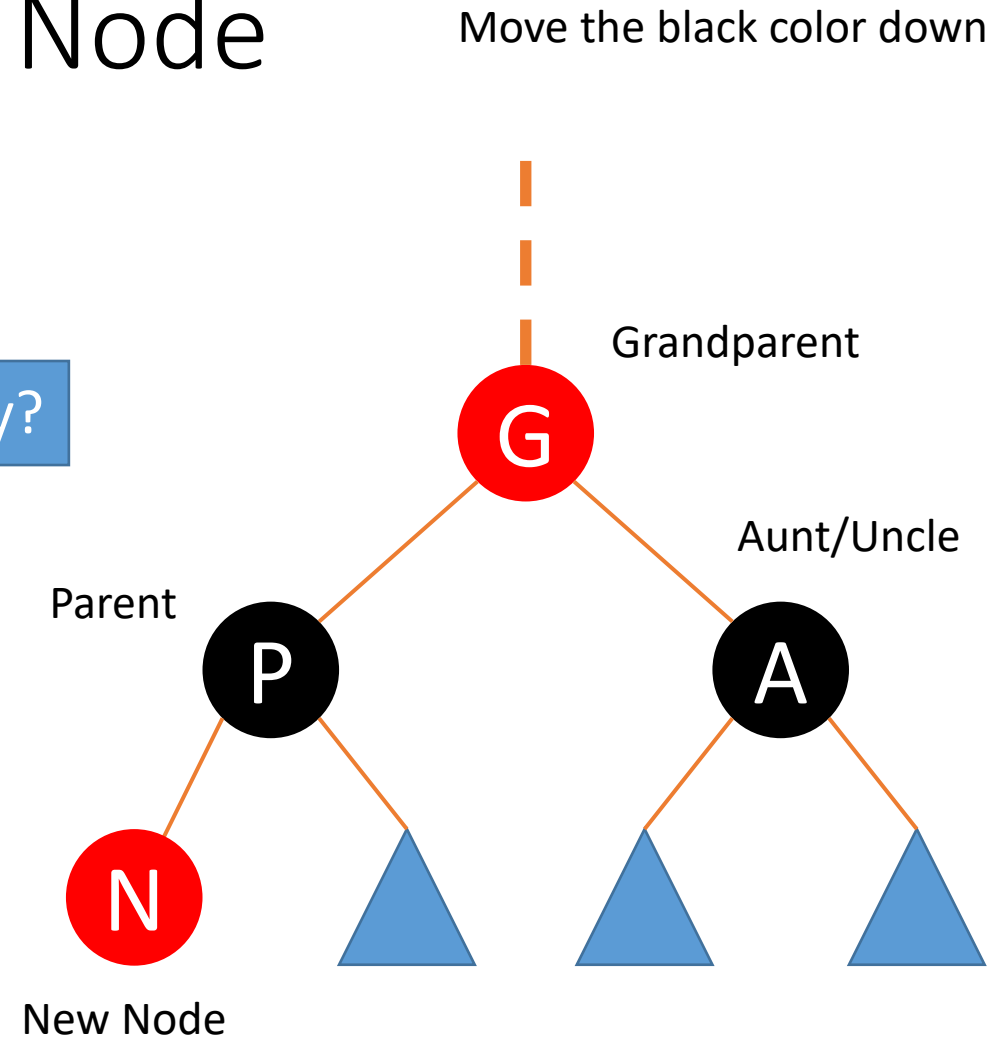 Node
Move the black color down
Grandparent
y?
G
Aunt/Uncle
Parent
P
A
N
New Node